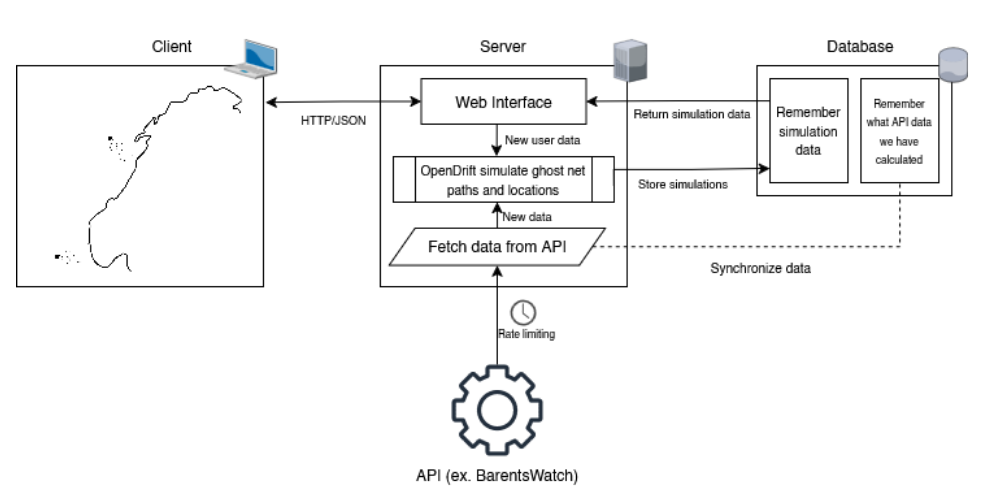 Client
Server
Database
HTTP/JSON
Web Interface
New user data
OpenDrift simulate ghost net
paths and locations
New data
Fetch data from API
Return simulation data
Store simulations
Remember
simulation
data
Remember
what API data
we have
calculated
Synchronize data
Rate limiting
API (ex. BarentsWatch)